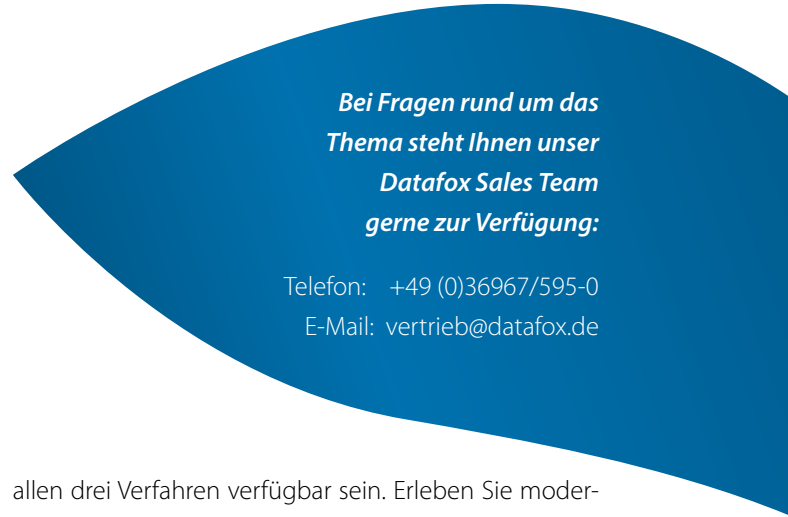 Bei Fragen rund um das
Thema steht Ihnen unser
Datafox Sales Team
gerne zur Verfügung:
Telefon: +49 (0)36967/595-0
E-Mail: vertrieb@datafox.de
allen drei Verfahren verfügbar sein. Erleben Sie moder-